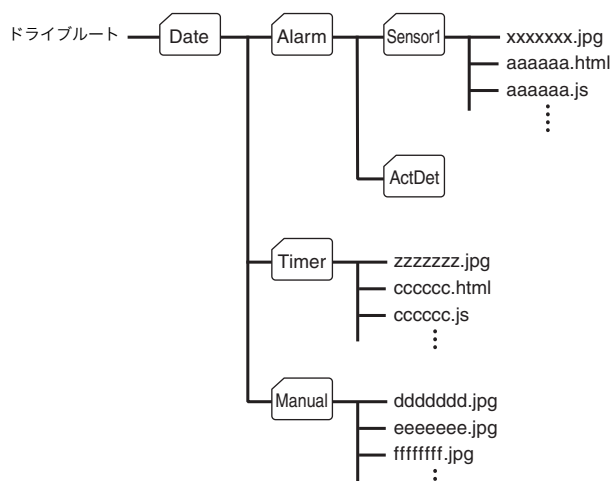 ドライブルート Date Alarm Sensor1 xxxxxxx.jpg
aaaaaa.html
aaaaaa.js
ActDet
Timer zzzzzzz.jpg
cccccc.html
cccccc.js
Manual ddddddd.jpg
eeeeeee.jpg
ffffffff.jpg